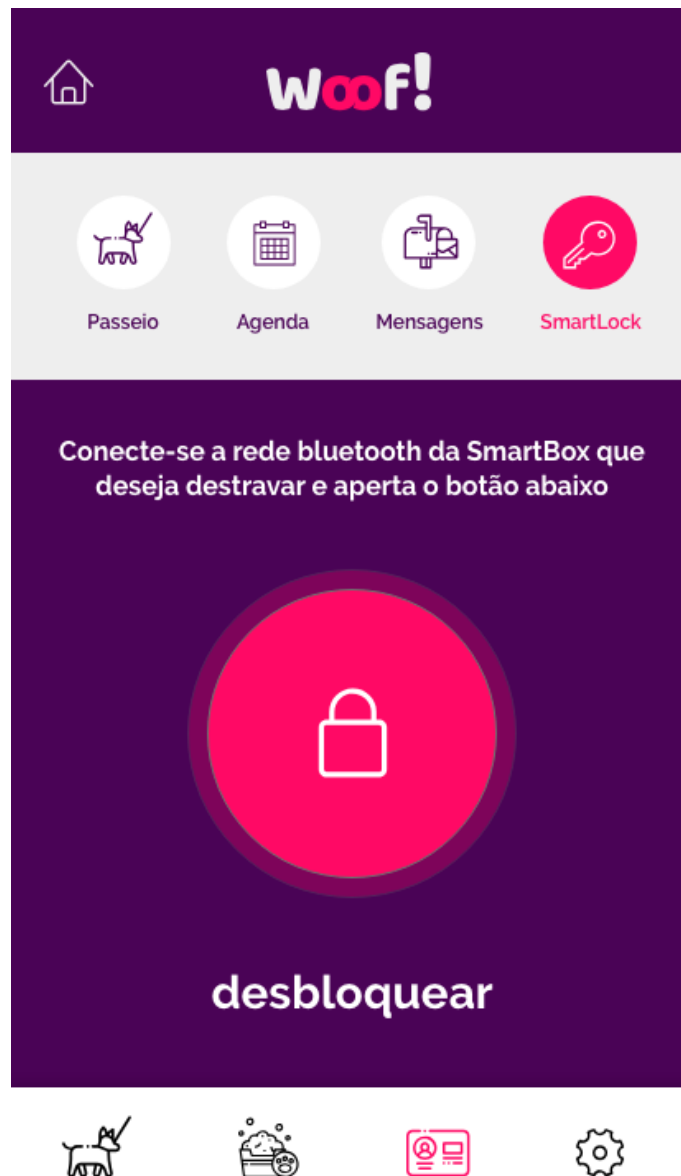 Woof!
Passeio Agenda Mensagens SmartLock
Conecte-se a rede bluetooth da SmartBox que
deseja destravar e aperta o botão abaixo
desbloquear